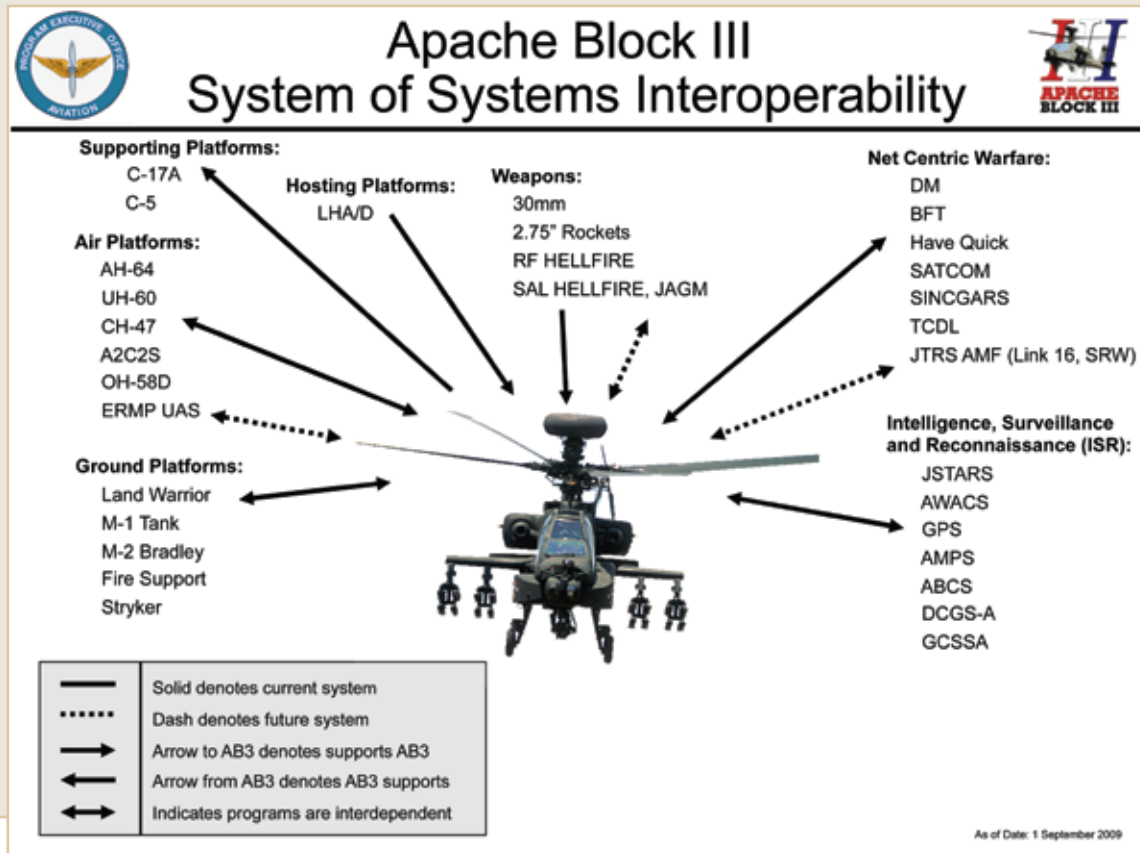 PROGRAM EXECUTIVE OFFICE
AVIATION
Apache Block III
System of Systems Interoperability
III
APACHE
BLOCK III
Supporting Platforms:
C-17A
C-5
Air Platforms:
AH-64
UH-60
CH-47
A2C2S
OH-58D
ERMP UAS
Ground Platforms:
Land Warrior
M-1 Tank
M-2 Bradley
Fire Support
Stryker
Hosting Platforms:
LHA/D
Weapons:
30mm
2.75" Rockets
RF HELLFIRE
SAL HELLFIRE, JAGM
Net Centric Warfare:
DM
BFT
Have Quick
SATCOM
SINCGARS
TCDL
JTRS AMF (Link 16, SRW)
Intelligence, Surveillance
and Reconnaissance (ISR):
JSTARS
AWACS
GPS
AMPS
ABCS
DCGS-A
GCSSA
Solid denotes current system
Dash denotes future system
Arrow to AB3 denotes supports AB3
Arrow from AB3 denotes AB3 supports
Indicates programs are interdependent
As of Date: 1 September 2009